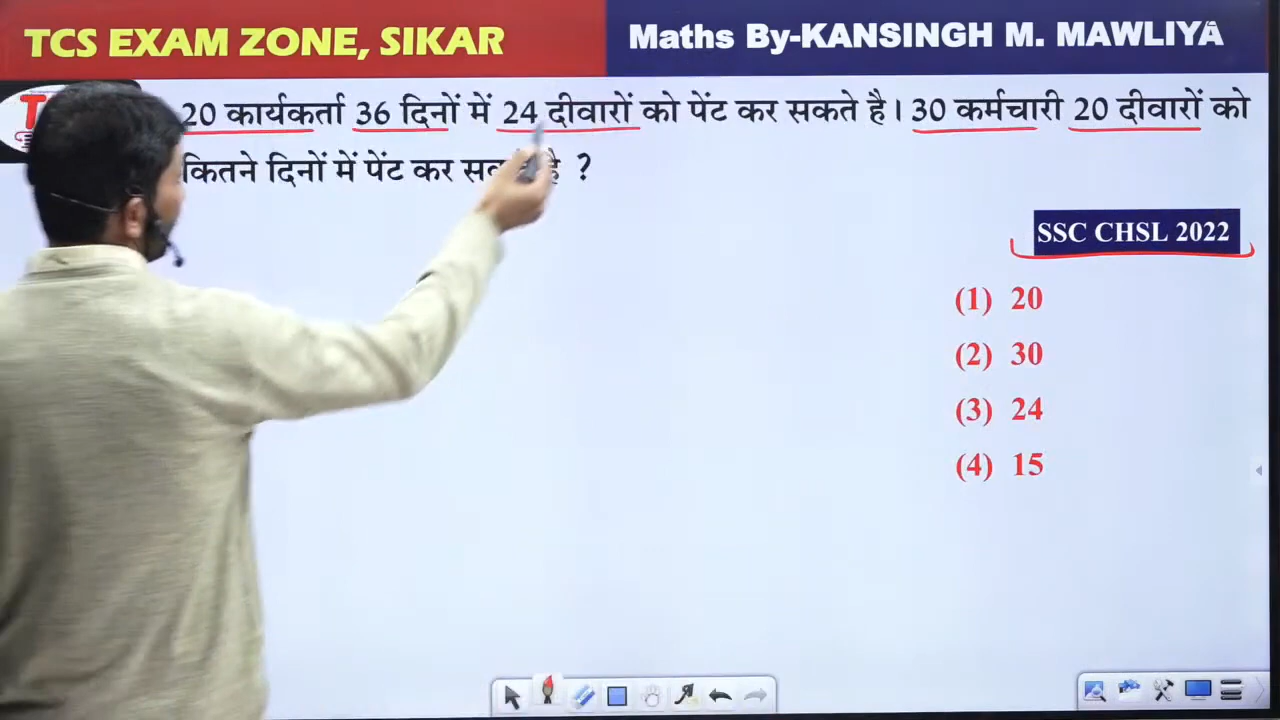 TCS EXAM ZONE, SIKAR
Maths By-KANSINGH M. MAWLIYA
20 कार्यकर्ता 36 दिनों में 24 दीवारों को पेंट कर सकते है। 30 कर्मचारी 20 दीवारों को
कितने दिनों में पेंट कर है ?
SSC CHSL 2022
(1) 20
(2) 30
(3) 24
(4) 15